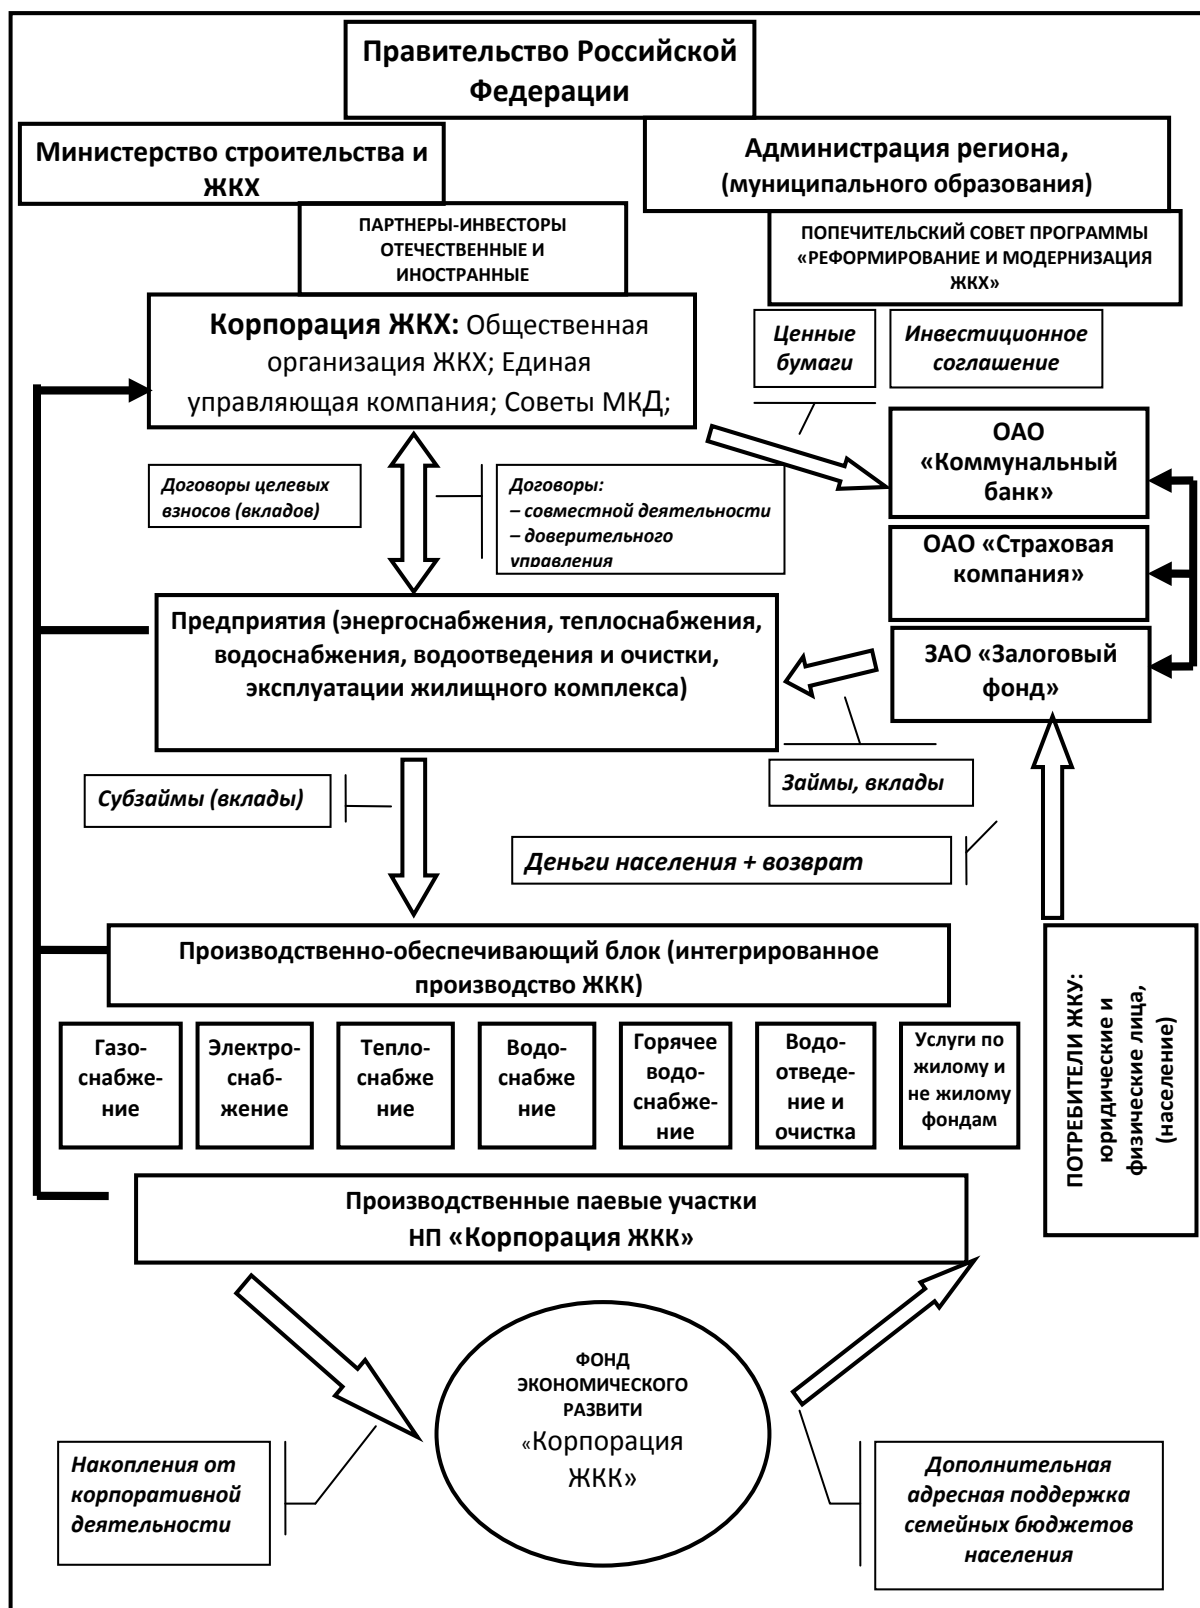 Правительство Российской
Федерации
Министерство строительства и
ЖКХ
Администрация региона,
(муниципального образования)
ПАРТНЕРЫ-ИНВЕСТОРЫ
ОТЕЧЕСТВЕННЫЕ И
ИНОСТРАННЫЕ
ПОПЕЧИТЕЛЬСКИЙ СОВЕТ ПРОГРАММЫ
«РЕФОРМИРОВАНИЕ И МОДЕРНИЗАЦИЯ
ЖКХ»
Корпорация ЖКХ: Общественная
организация ЖКХ; Единая
управляющая компания; Советы МКД;
Ценные
бумаги
Инвестиционное
соглашение
ОАО
«Коммунальный
банк»
Договоры целевых
взносов (вкладов)
Договоры:
– совместной деятельности
– доверительного
управления
ОАО «Страховая
компания»
Предприятия (энергоснабжения, теплоснабжения,
водоснабжения, водоотведения и очистки,
эксплуатации жилищного комплекса)
ЗАО «Залоговый
фонд»
Субзаймы (вклады)
Займы, вклады
Деньги населения + возврат
Производственно-обеспечивающий блок (интегрированное
производство ЖКК)
ПОТРЕБИТЕЛИ ЖКУ:
юридические и
физические лица,
(население)
Газо-
снабже-
ние
Электро-
снаб-
жение
Тепло-
снабже
ние
Водо-
снабже
ние
Горячее
водо-
снабже-
ние
Водо-
отведе-
ние и
очистка
Услуги по
жилому и
не жилому
фондам
Производственные паевые участки
НП «Корпорация ЖКК»
ФОНД
ЭКОНОМИЧЕСКОГО
РАЗВИТИ
«Корпорация
ЖКК»
Накопления от
корпоративной
деятельности
Дополнительная
адресная поддержка
семейных бюджетов
населения